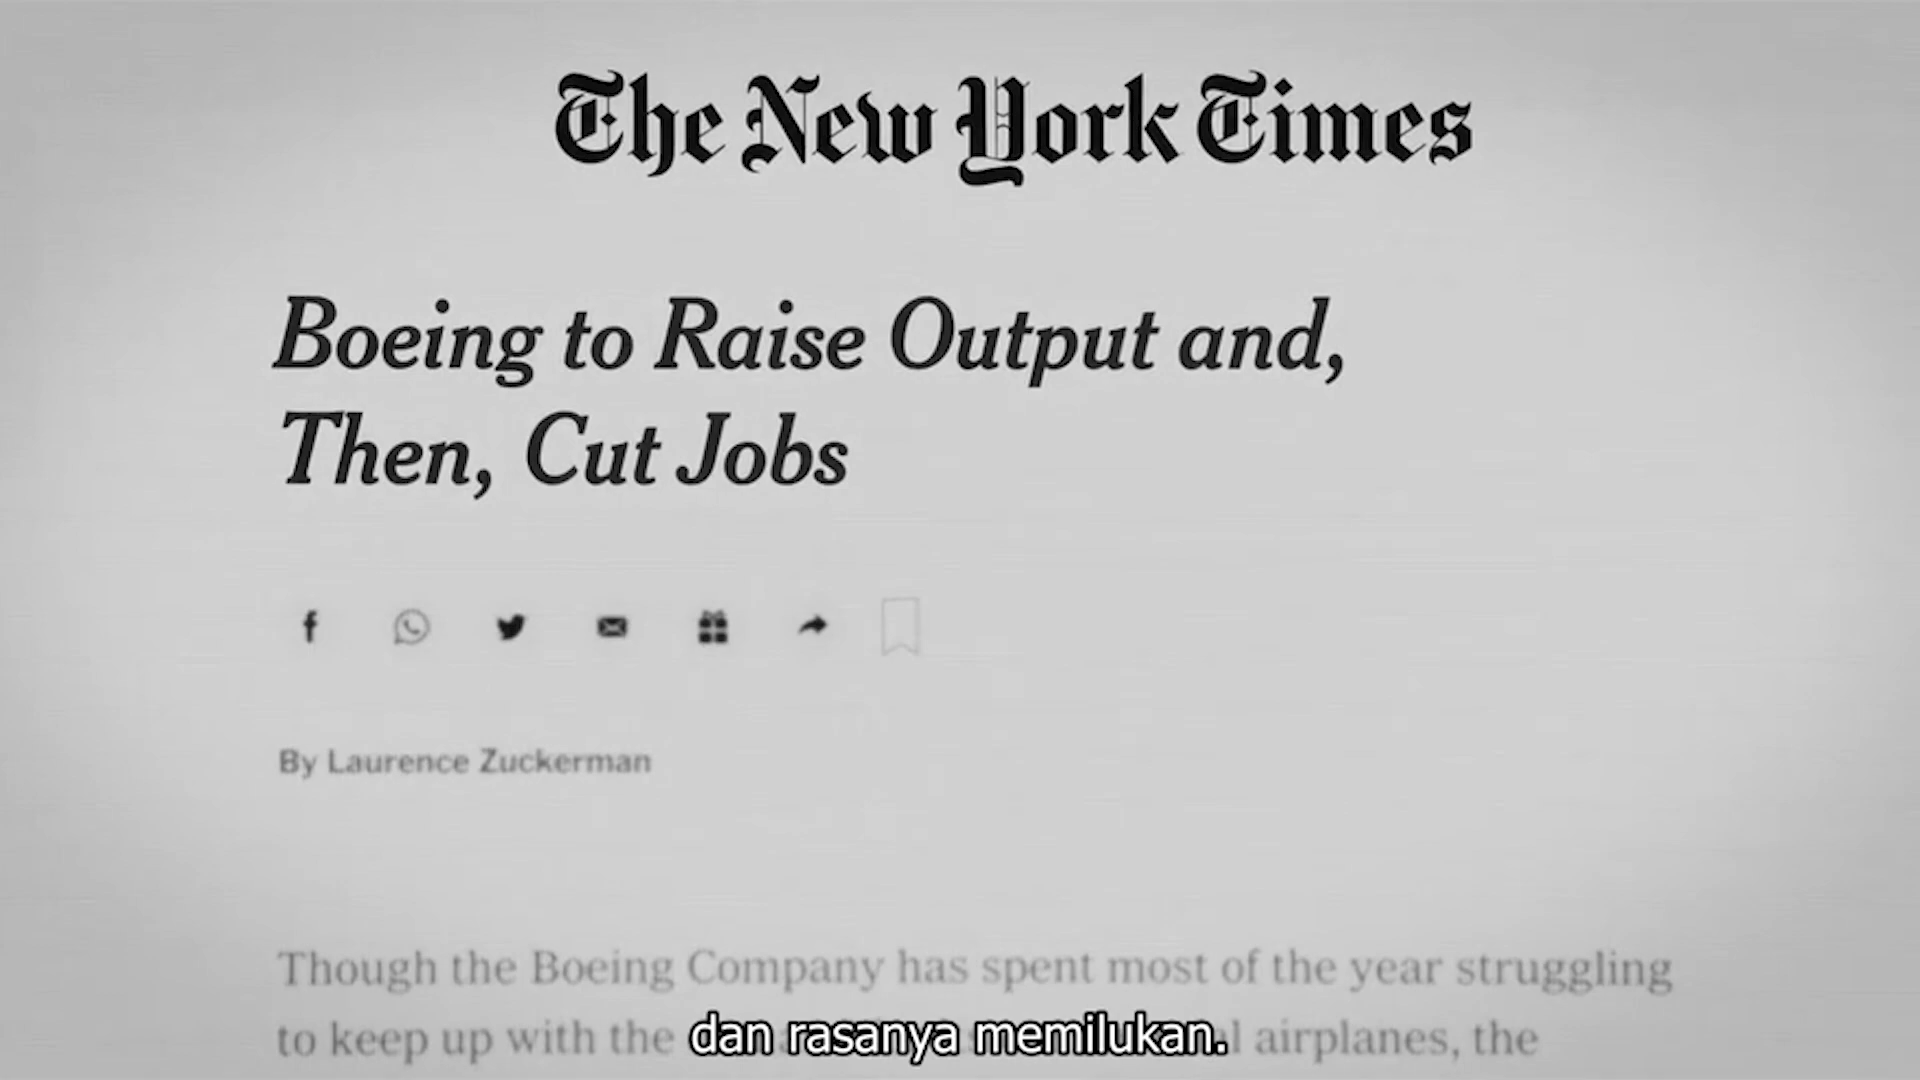 The New York Times
Boeing to Raise Output and,
Then, Cut Jobs
By Laurence Zuckerman
Though the Boeing Company has spent most of the year struggling
to keep up with the airplanes, the
dan rasanya memilukan.